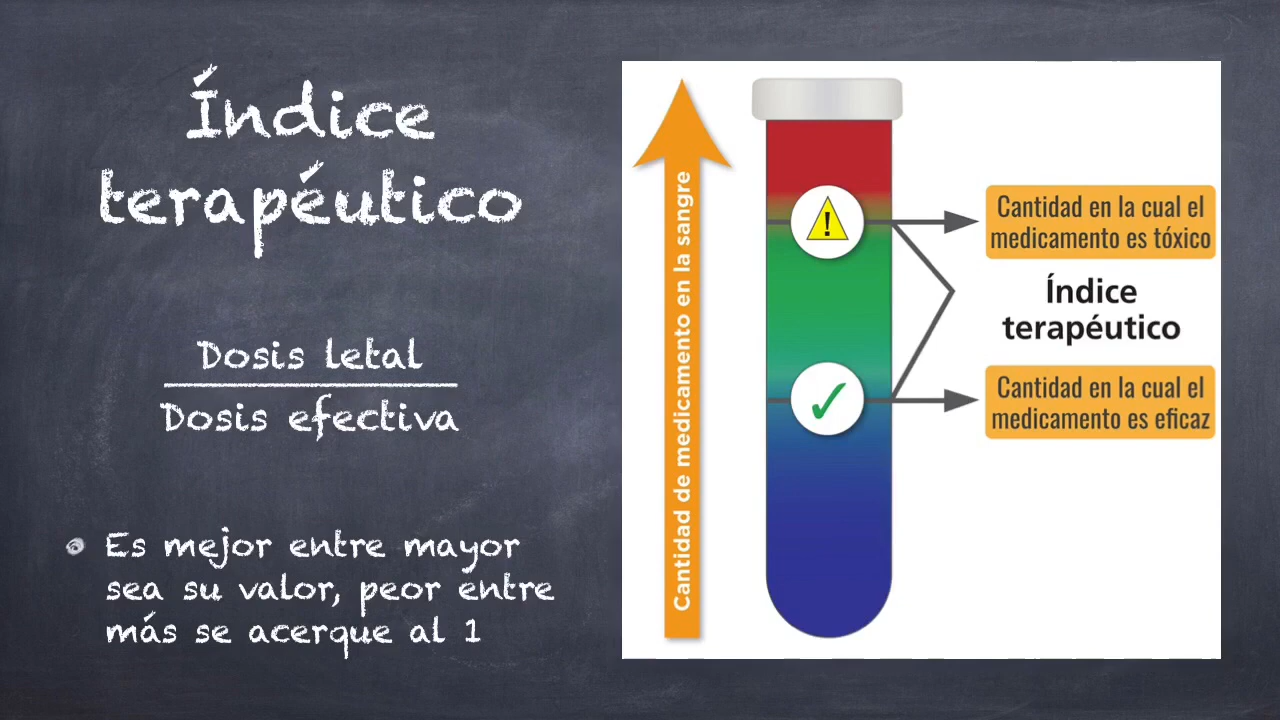 Índice
terapéutico
Dosis letal
Dosis efectiva
Es mejor entre mayor
sea su valor, peor entre
más se acerque al 1
Cantidad de medicamento en la sangre
!
Cantidad en la cual el
medicamento es tóxico
Índice
terapéutico
Cantidad en la cual el
medicamento es eficaz